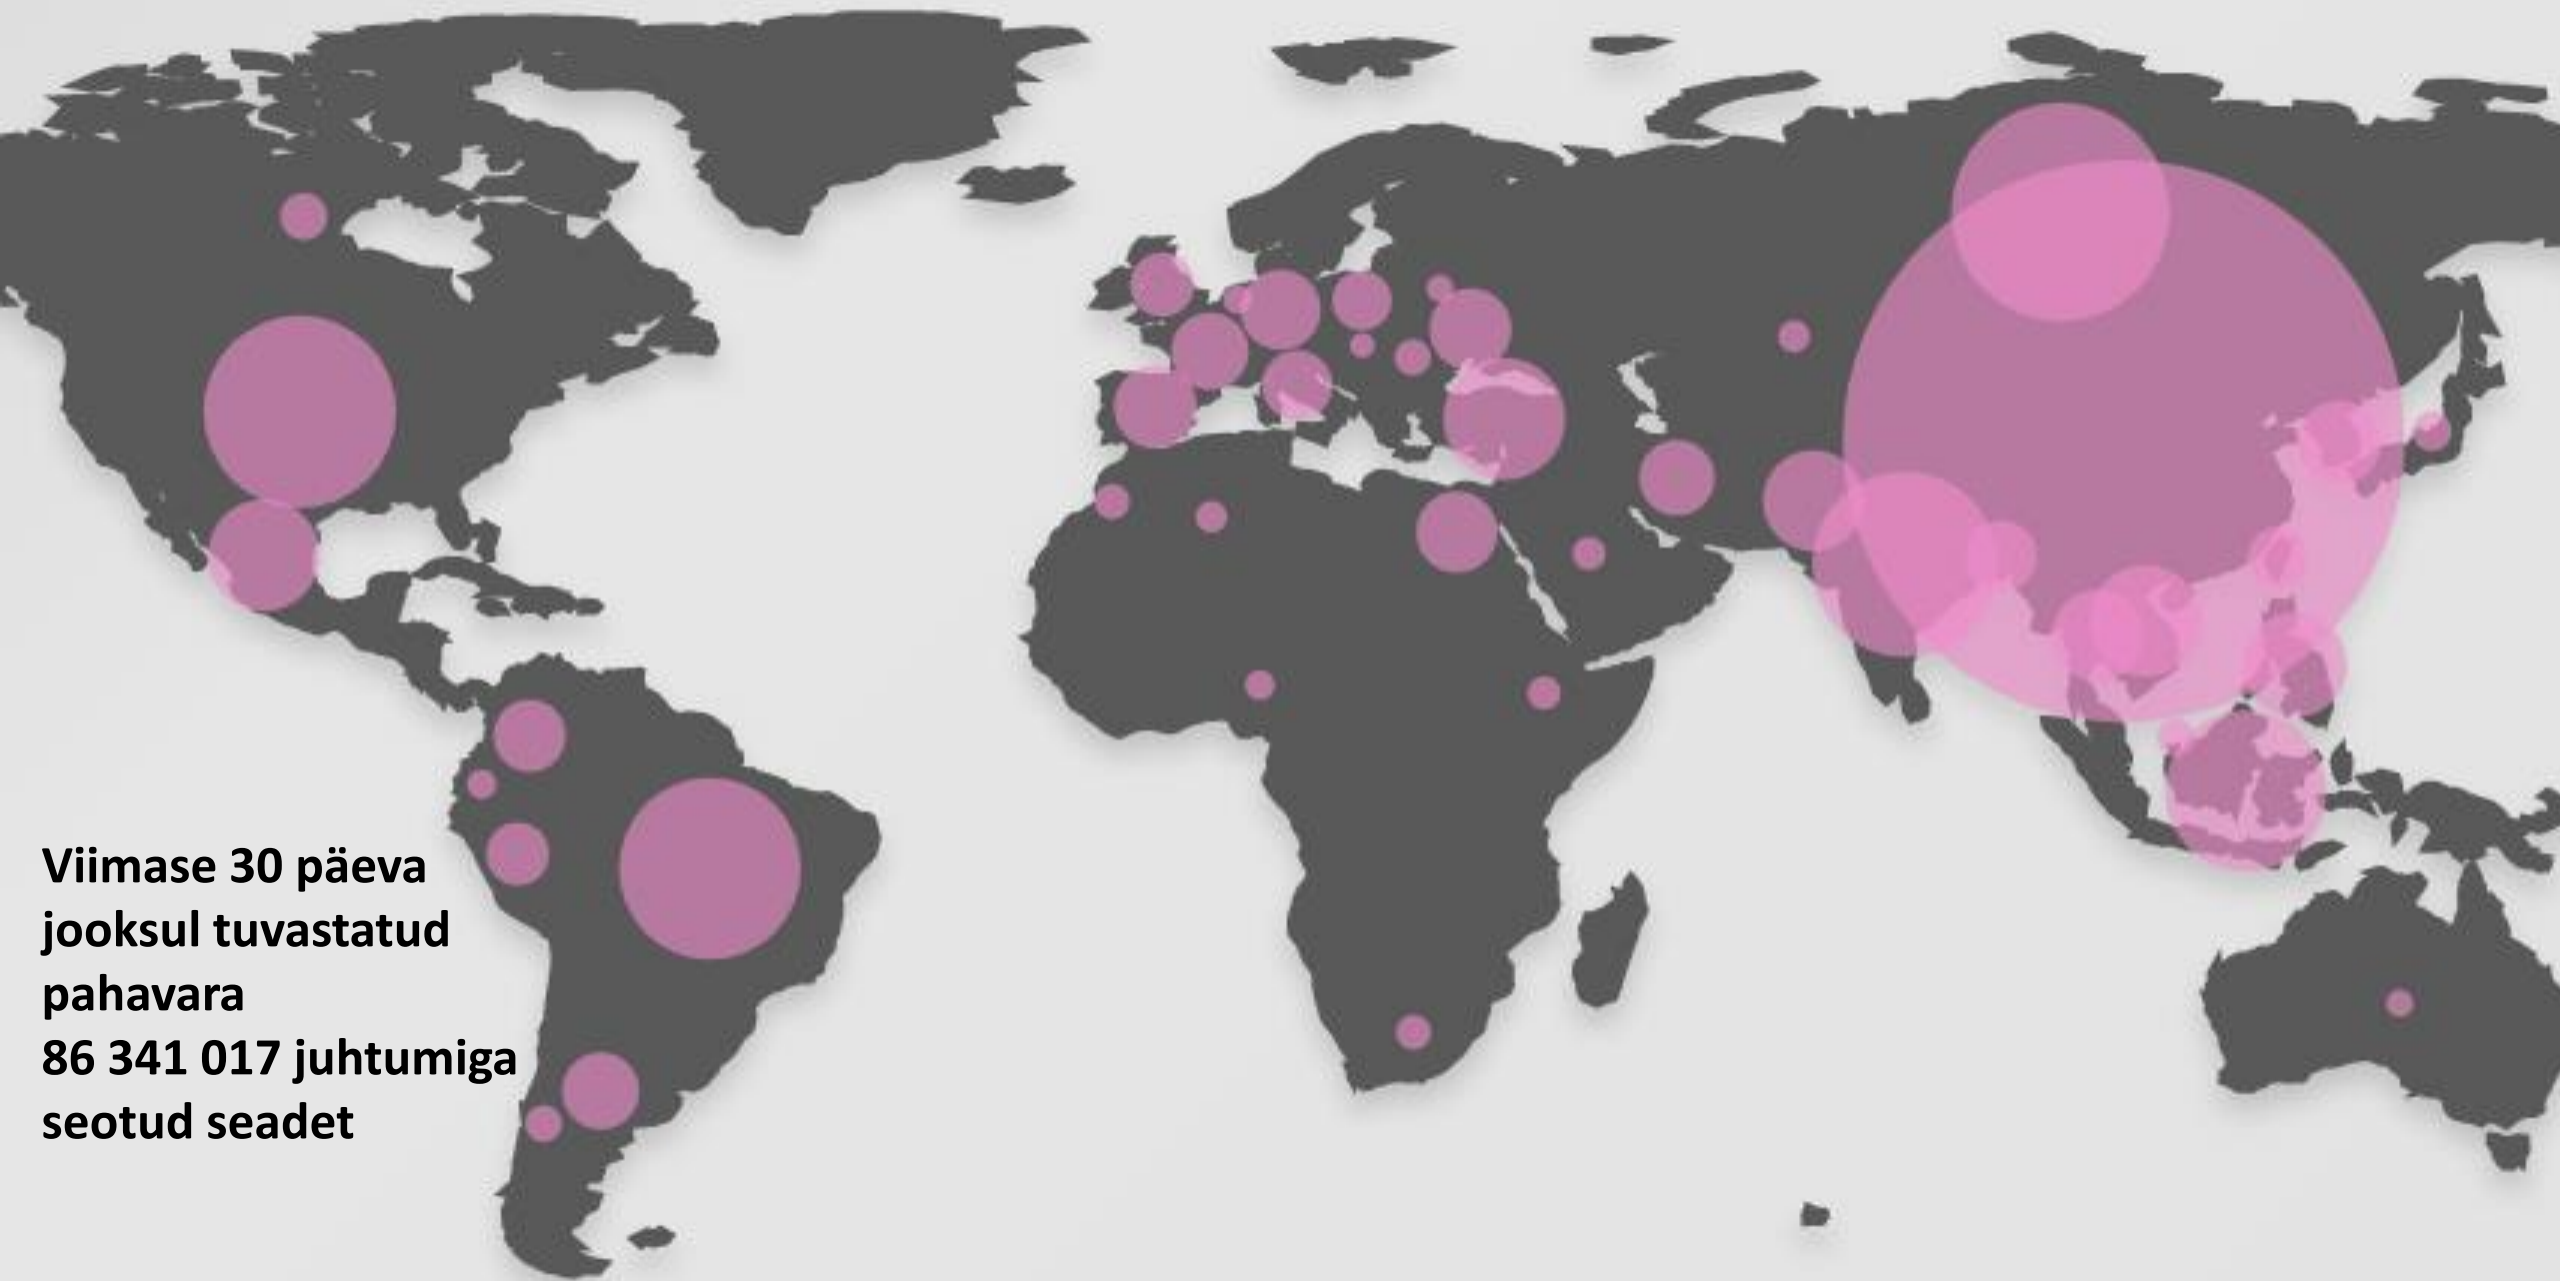 Viimase 30 päeva
jooksul tuvastatud
pahavara
86 341 017 juhtumiga
seotud seadet